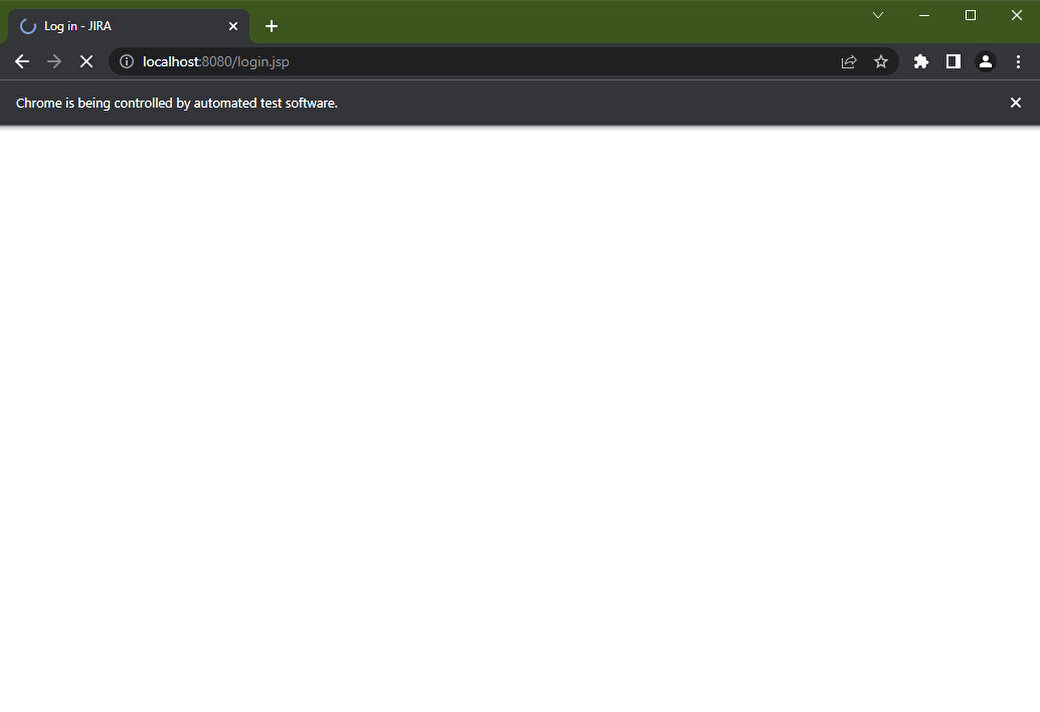 Log in - JIRA
localhost:8080/login.jsp
Chrome is being controlled by automated test software.